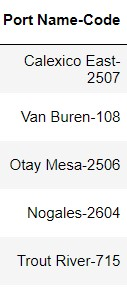 Port Name-Code
Calexico East-
2507
Van Buren-108
Otay Mesa-2506
Nogales-2604
Trout River-715